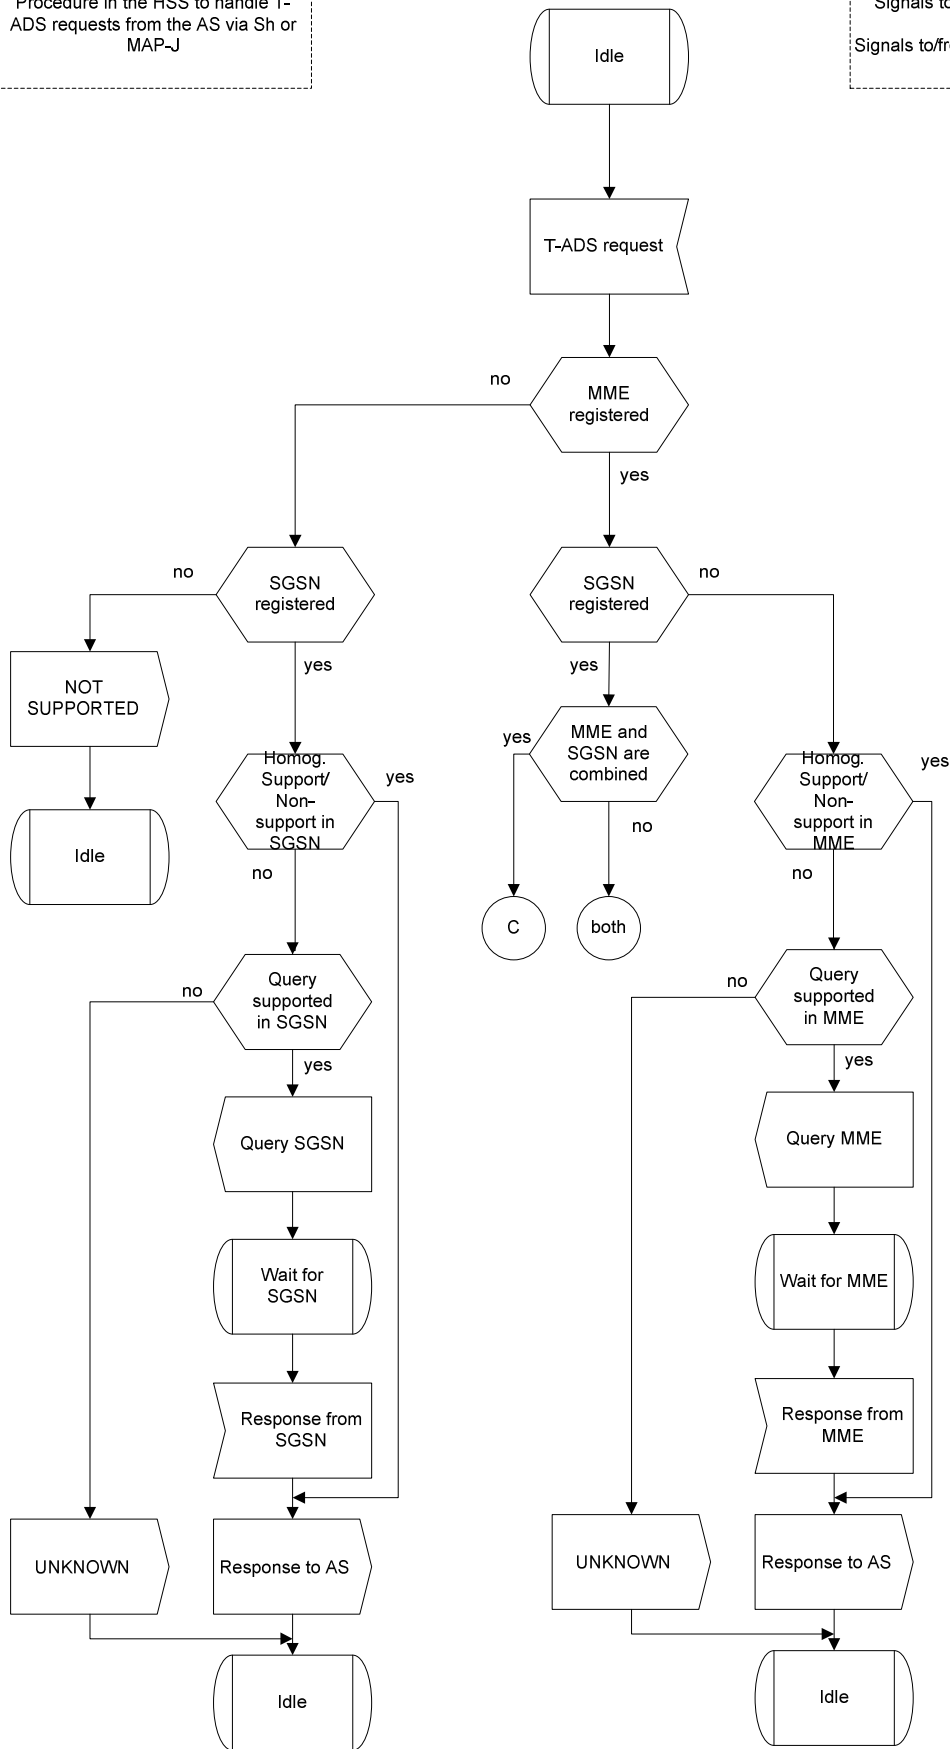 Procedure in the HSS to handle T-
ADS requests from the AS via Sh or
MAP-J
Signals to
Signals to/fr
Idle
T-ADS request
no
MME
registered
yes
no
SGSN
registered
SGSN
registered
no
yes
yes
NOT
SUPPORTED
yes
MME and
SGSN are
combined
Homog.
Support/
Non-
support in
SGSN
yes
Homog.
Support/
Non-
support in
MME
yes
no
Idle
no
no
C
both
no
Query
supported
in SGSN
no
Query
supported
in MME
yes
yes
Query SGSN
Query MME
Wait for
SGSN
Wait for MME
Response from
SGSN
Response from
MME
UNKNOWN
Response to AS
UNKNOWN
Response to AS
Idle
Idle